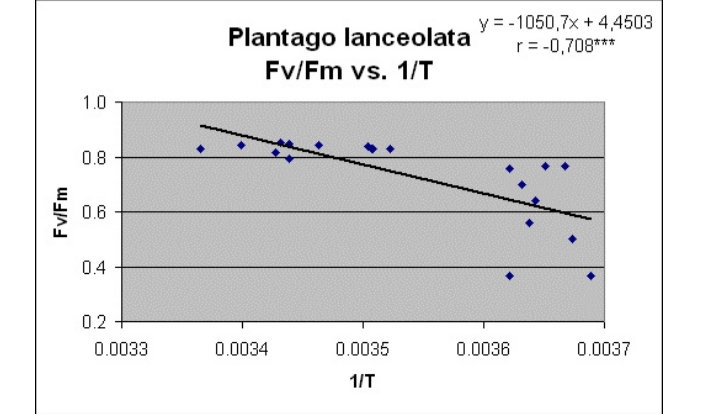 Plantago lanceolata
Fv/Fm vs. 1/T
y = -1050,7x + 4,4503
r = -0,708***
1.0
0.8
0.6
0.4
0.2
Fv/Fm
0.0033 0.0034 0.0035 0.0036 0.0037
1/T